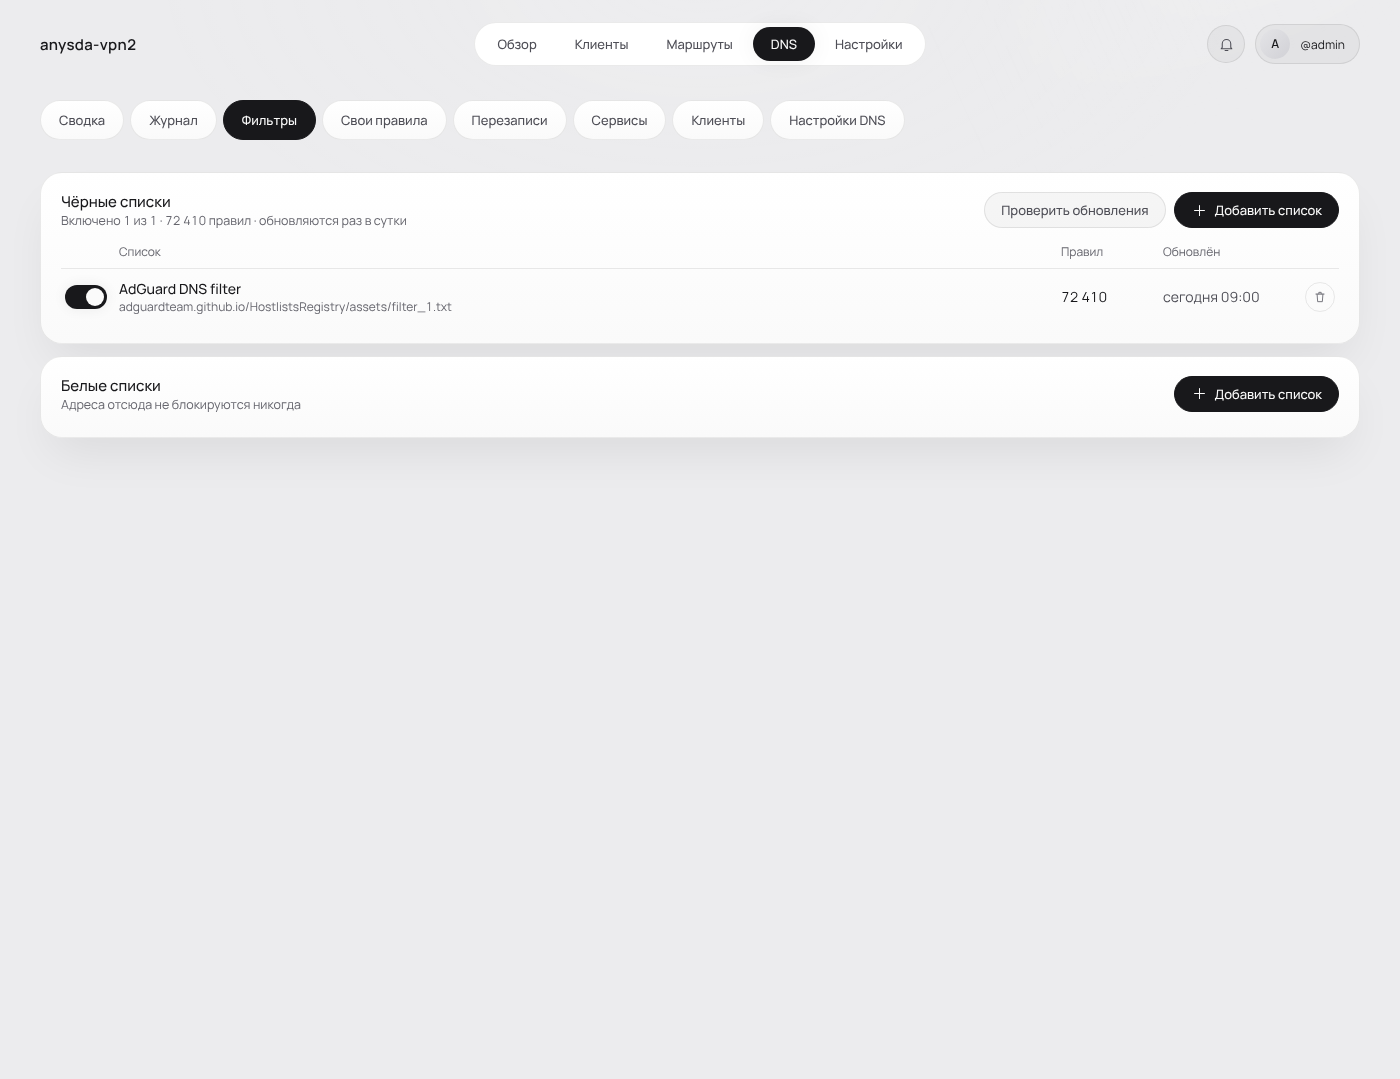 anysda-vpn2
Обзор Клиенты Маршруты DNS Настройки
A @admin
Сводка Журнал Фильтры Свои правила Перезаписи Сервисы Клиенты Настройки DNS
Чёрные списки
Включено 1 из 1 · 72 410 правил · обновляются раз в сутки
Проверить обновления + Добавить список
Список Правил Обновлён
AdGuard DNS filter
adguardteam.github.io/HostlistsRegistry/assets/filter_1.txt
72 410 сегодня 09:00
Белые списки
Адреса отсюда не блокируются никогда
+ Добавить список